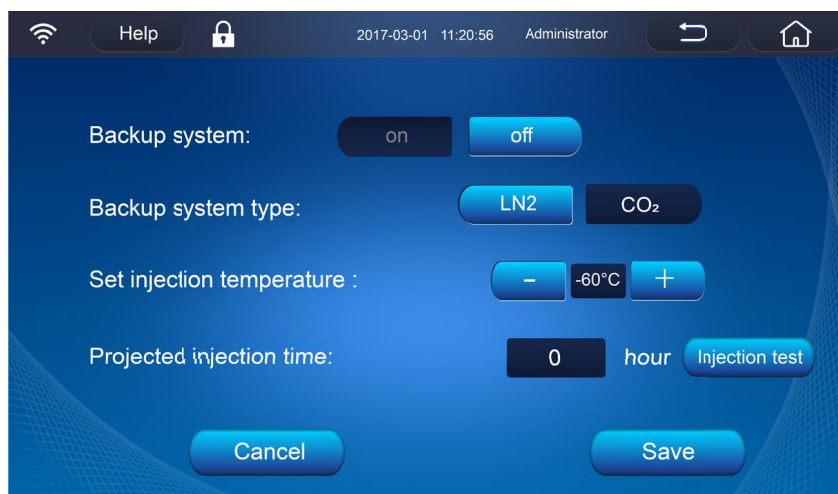 Help 2017-03-01 11:20:56 Administrator
Backup system: on off
Backup system type: LN2 CO₂
Set injection temperature : - -60°C +
Projected injection time: 0 hour Injection test
Cancel Save